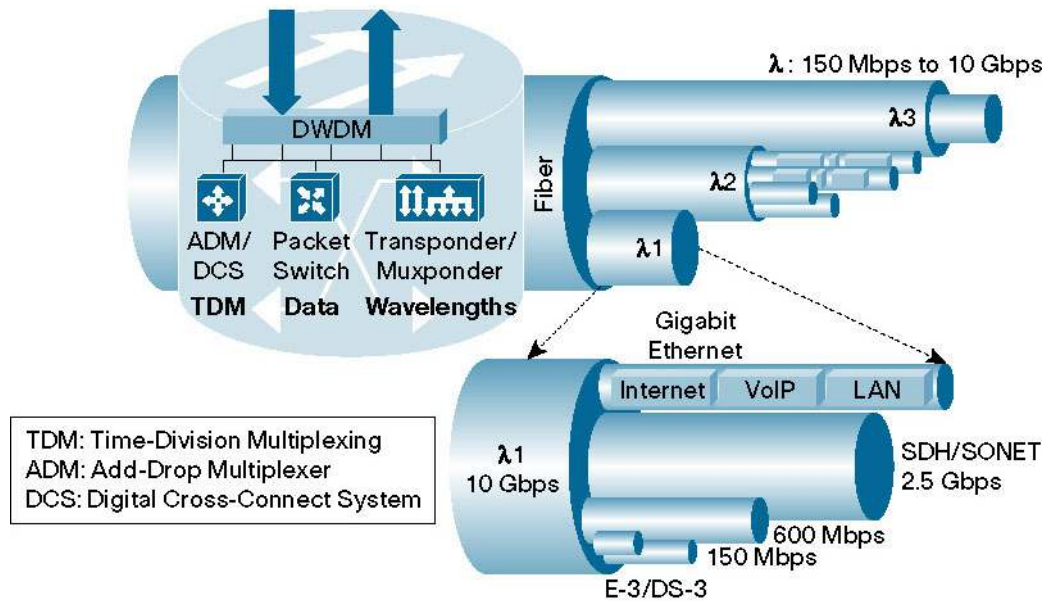 λ: 150 Mbps to 10 Gbps
DWDM
λ3
Fiber
λ2
λ1
ADM/
DCS
Packet
Switch
Transponder/
Muxponder
TDM
Data
Wavelengths
Gigabit
Ethernet
Internet
VoIP
LAN
λ1
10 Gbps
SDH/SONET
2.5 Gbps
600 Mbps
150 Mbps
E-3/DS-3
TDM: Time-Division Multiplexing
ADM: Add-Drop Multiplexer
DCS: Digital Cross-Connect System